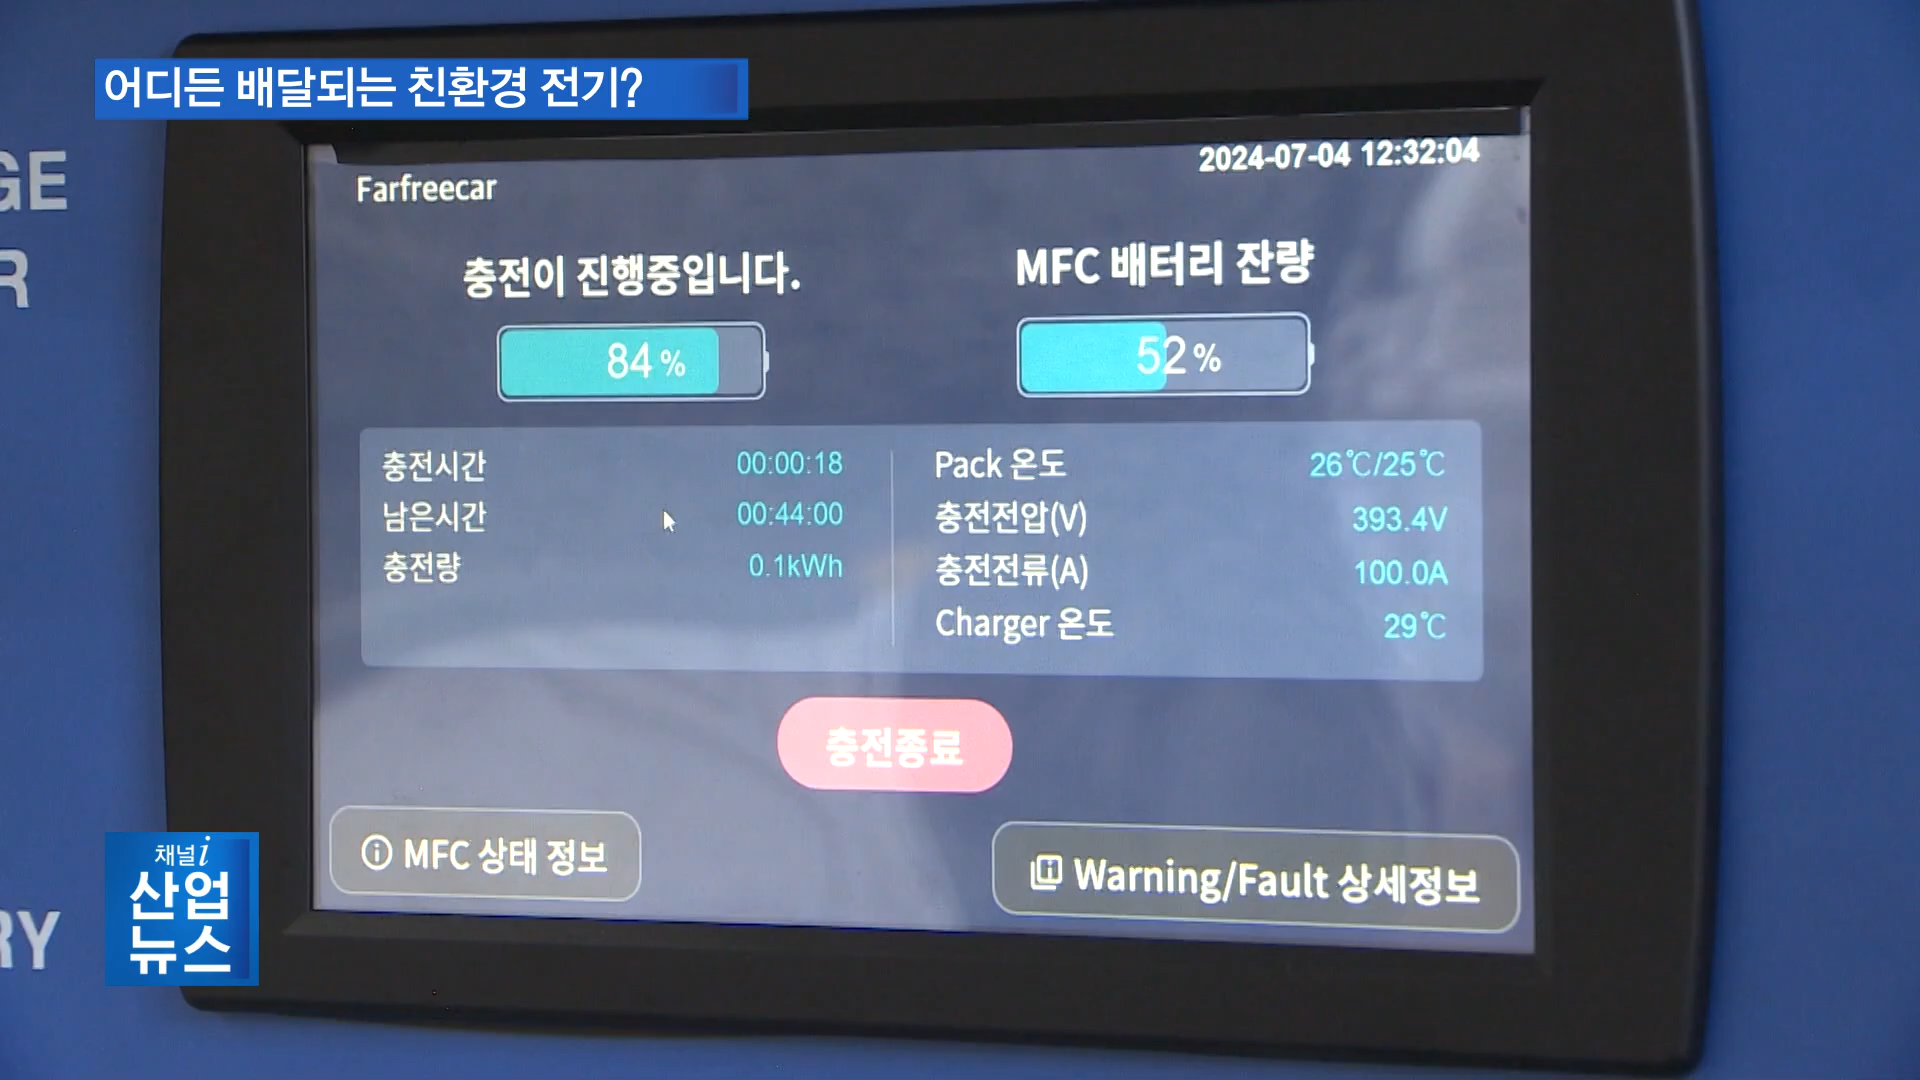 어디든 배달되는 친환경 전기?
GE
R
RY
Farfreecar
2024-07-04 12:32:04
충전이 진행중입니다.
84%
MFC 배터리 잔량
52%
충전시간 00:00:18
남은시간 00:44:00
충전량 0.1kWh
Pack 온도 26℃/25℃
충전전압(V) 393.4V
충전전류(A) 100.0A
Charger 온도 29℃
충전종료
MFC 상태 정보
Warning/Fault 상세정보
채널i
산업
뉴스